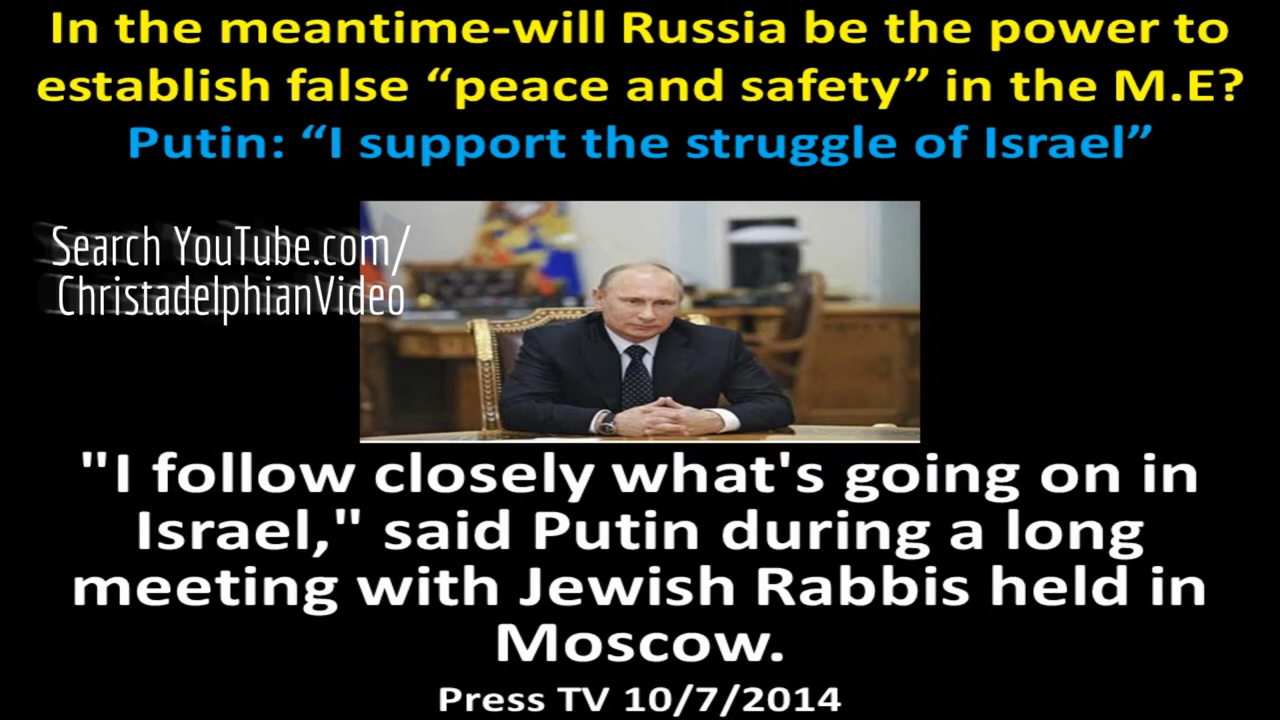 In the meantime-will Russia be the power to
establish false “peace and safety” in the M.E?
Putin: “I support the struggle of Israel”
Search YouTube.com/
ChristadelphianVideo
"I follow closely what's going on in
Israel," said Putin during a long
meeting with Jewish Rabbis held in
Moscow.
Press TV 10/7/2014